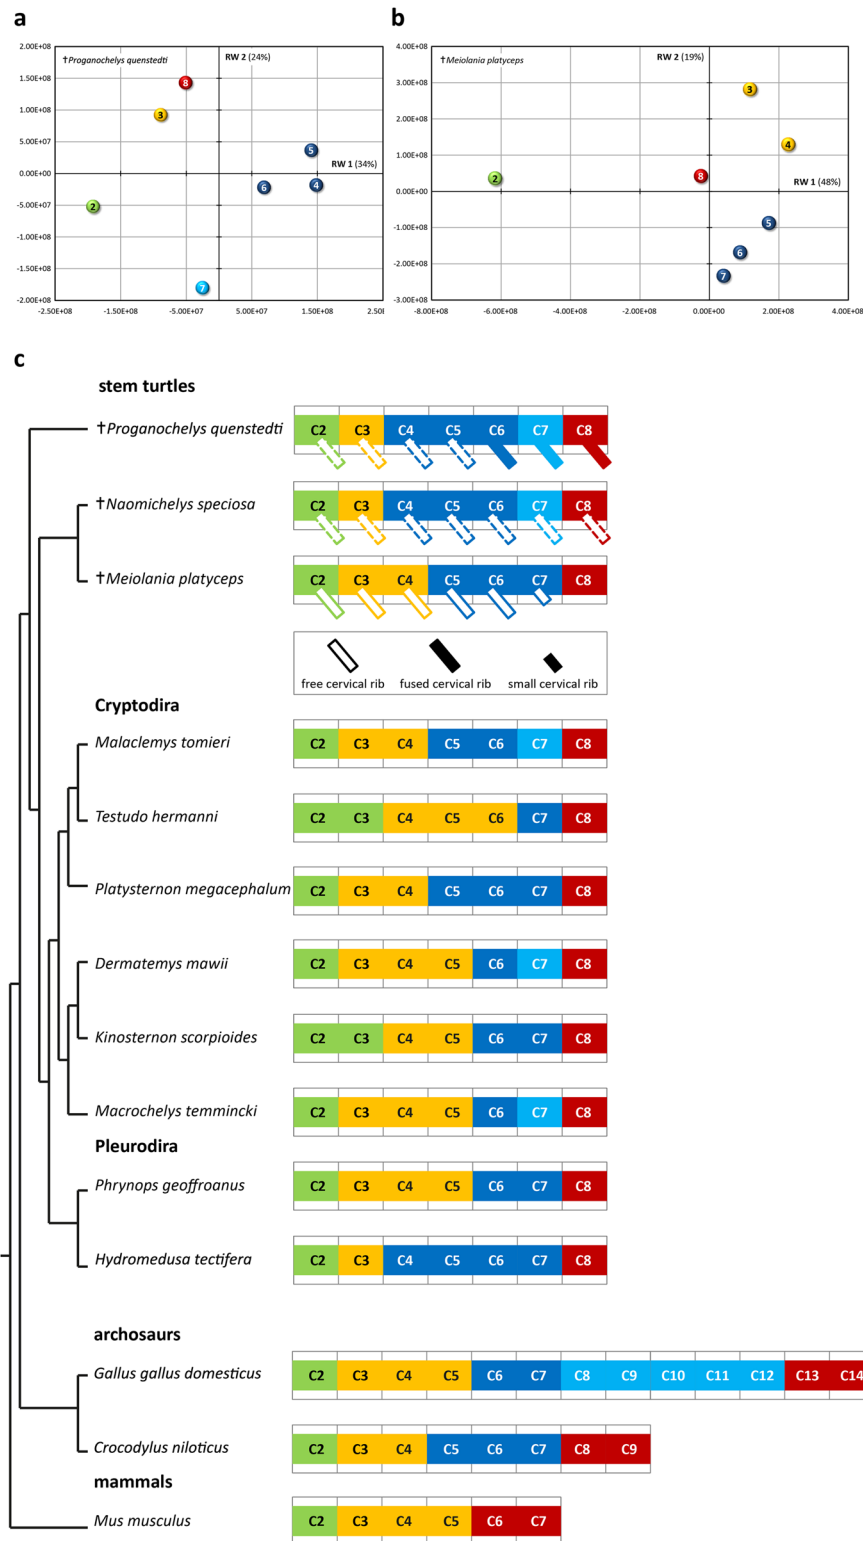 a
b
2.00E+08
1.50E+08
1.00E+08
5.00E+07
0.00E+00
-5.00E+07
-1.00E+08
-1.50E+08
-2.00E+08
†Proganochelys quenstedti
RW 2 (24%)
RW 1 (34%)
8
3
5
6
4
2
7
-2.50E+08
-1.50E+08
-5.00E+07
5.00E+07
1.50E+08
2.50E
4.00E+08
3.00E+08
2.00E+08
1.00E+08
0.00E+00
-1.00E+08
-2.00E+08
-3.00E+08
†Meiolania platyceps
RW 2 (19%)
RW 1 (48%)
3
4
2
8
5
6
7
-8.00E+08
-6.00E+08
-4.00E+08
-2.00E+08
0.00E+00
2.00E+08
4.00E+08
c
stem turtles
†Proganochelys quenstedti C2 C3 C4 C5 C6 C7 C8
†Naomichelys speciosa C2 C3 C4 C5 C6 C7 C8
†Meiolania platyceps C2 C3 C4 C5 C6 C7 C8
free cervical rib fused cervical rib small cervical rib
Cryptodira
Malaclemys tomieri C2 C3 C4 C5 C6 C7 C8
Testudo hermanni C2 C3 C4 C5 C6 C7 C8
Platysternon megacephalum C2 C3 C4 C5 C6 C7 C8
Dermatemys mawii C2 C3 C4 C5 C6 C7 C8
Kinosternon scorpioides C2 C3 C4 C5 C6 C7 C8
Macrochelys temmincki C2 C3 C4 C5 C6 C7 C8
Pleurodira
Phrynops geoffroanus C2 C3 C4 C5 C6 C7 C8
Hydromedusa tectifera C2 C3 C4 C5 C6 C7 C8
archosaurs
Gallus gallus domesticus C2 C3 C4 C5 C6 C7 C8 C9 C10 C11 C12 C13 C14
Crocodylus niloticus C2 C3 C4 C5 C6 C7 C8 C9
mammals
Mus musculus C2 C3 C4 C5 C6 C7